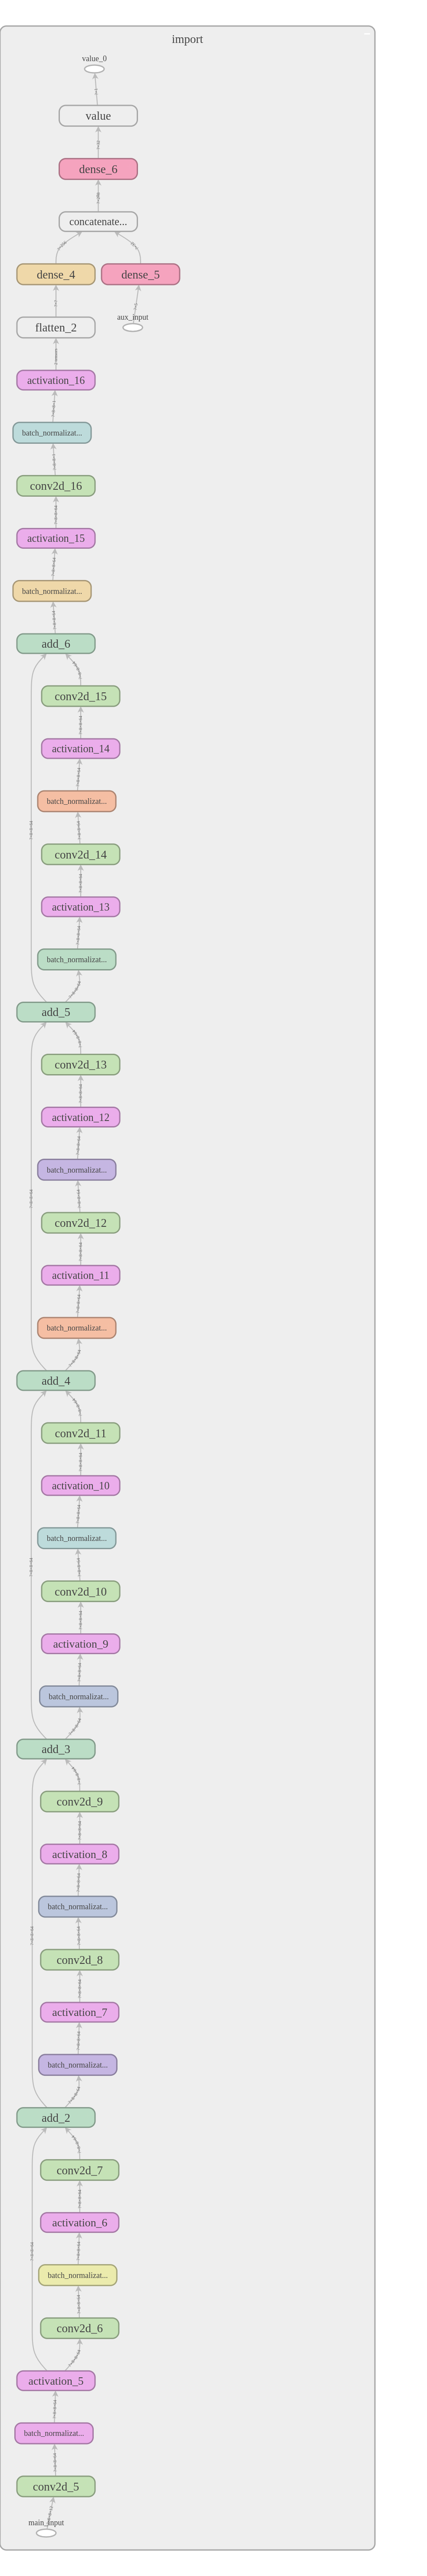 import
value_0
value
dense_6
concatenate...
dense_4
dense_5
aux_input
flatten_2
activation_16
batch_normalizat...
conv2d_16
activation_15
batch_normalizat...
add_6
conv2d_15
activation_14
batch_normalizat...
conv2d_14
activation_13
batch_normalizat...
add_5
conv2d_13
activation_12
batch_normalizat...
conv2d_12
activation_11
batch_normalizat...
add_4
conv2d_11
activation_10
batch_normalizat...
conv2d_10
activation_9
batch_normalizat...
add_3
conv2d_9
activation_8
batch_normalizat...
conv2d_8
activation_7
batch_normalizat...
add_2
conv2d_7
activation_6
batch_normalizat...
conv2d_6
activation_5
batch_normalizat...
conv2d_5
main_input